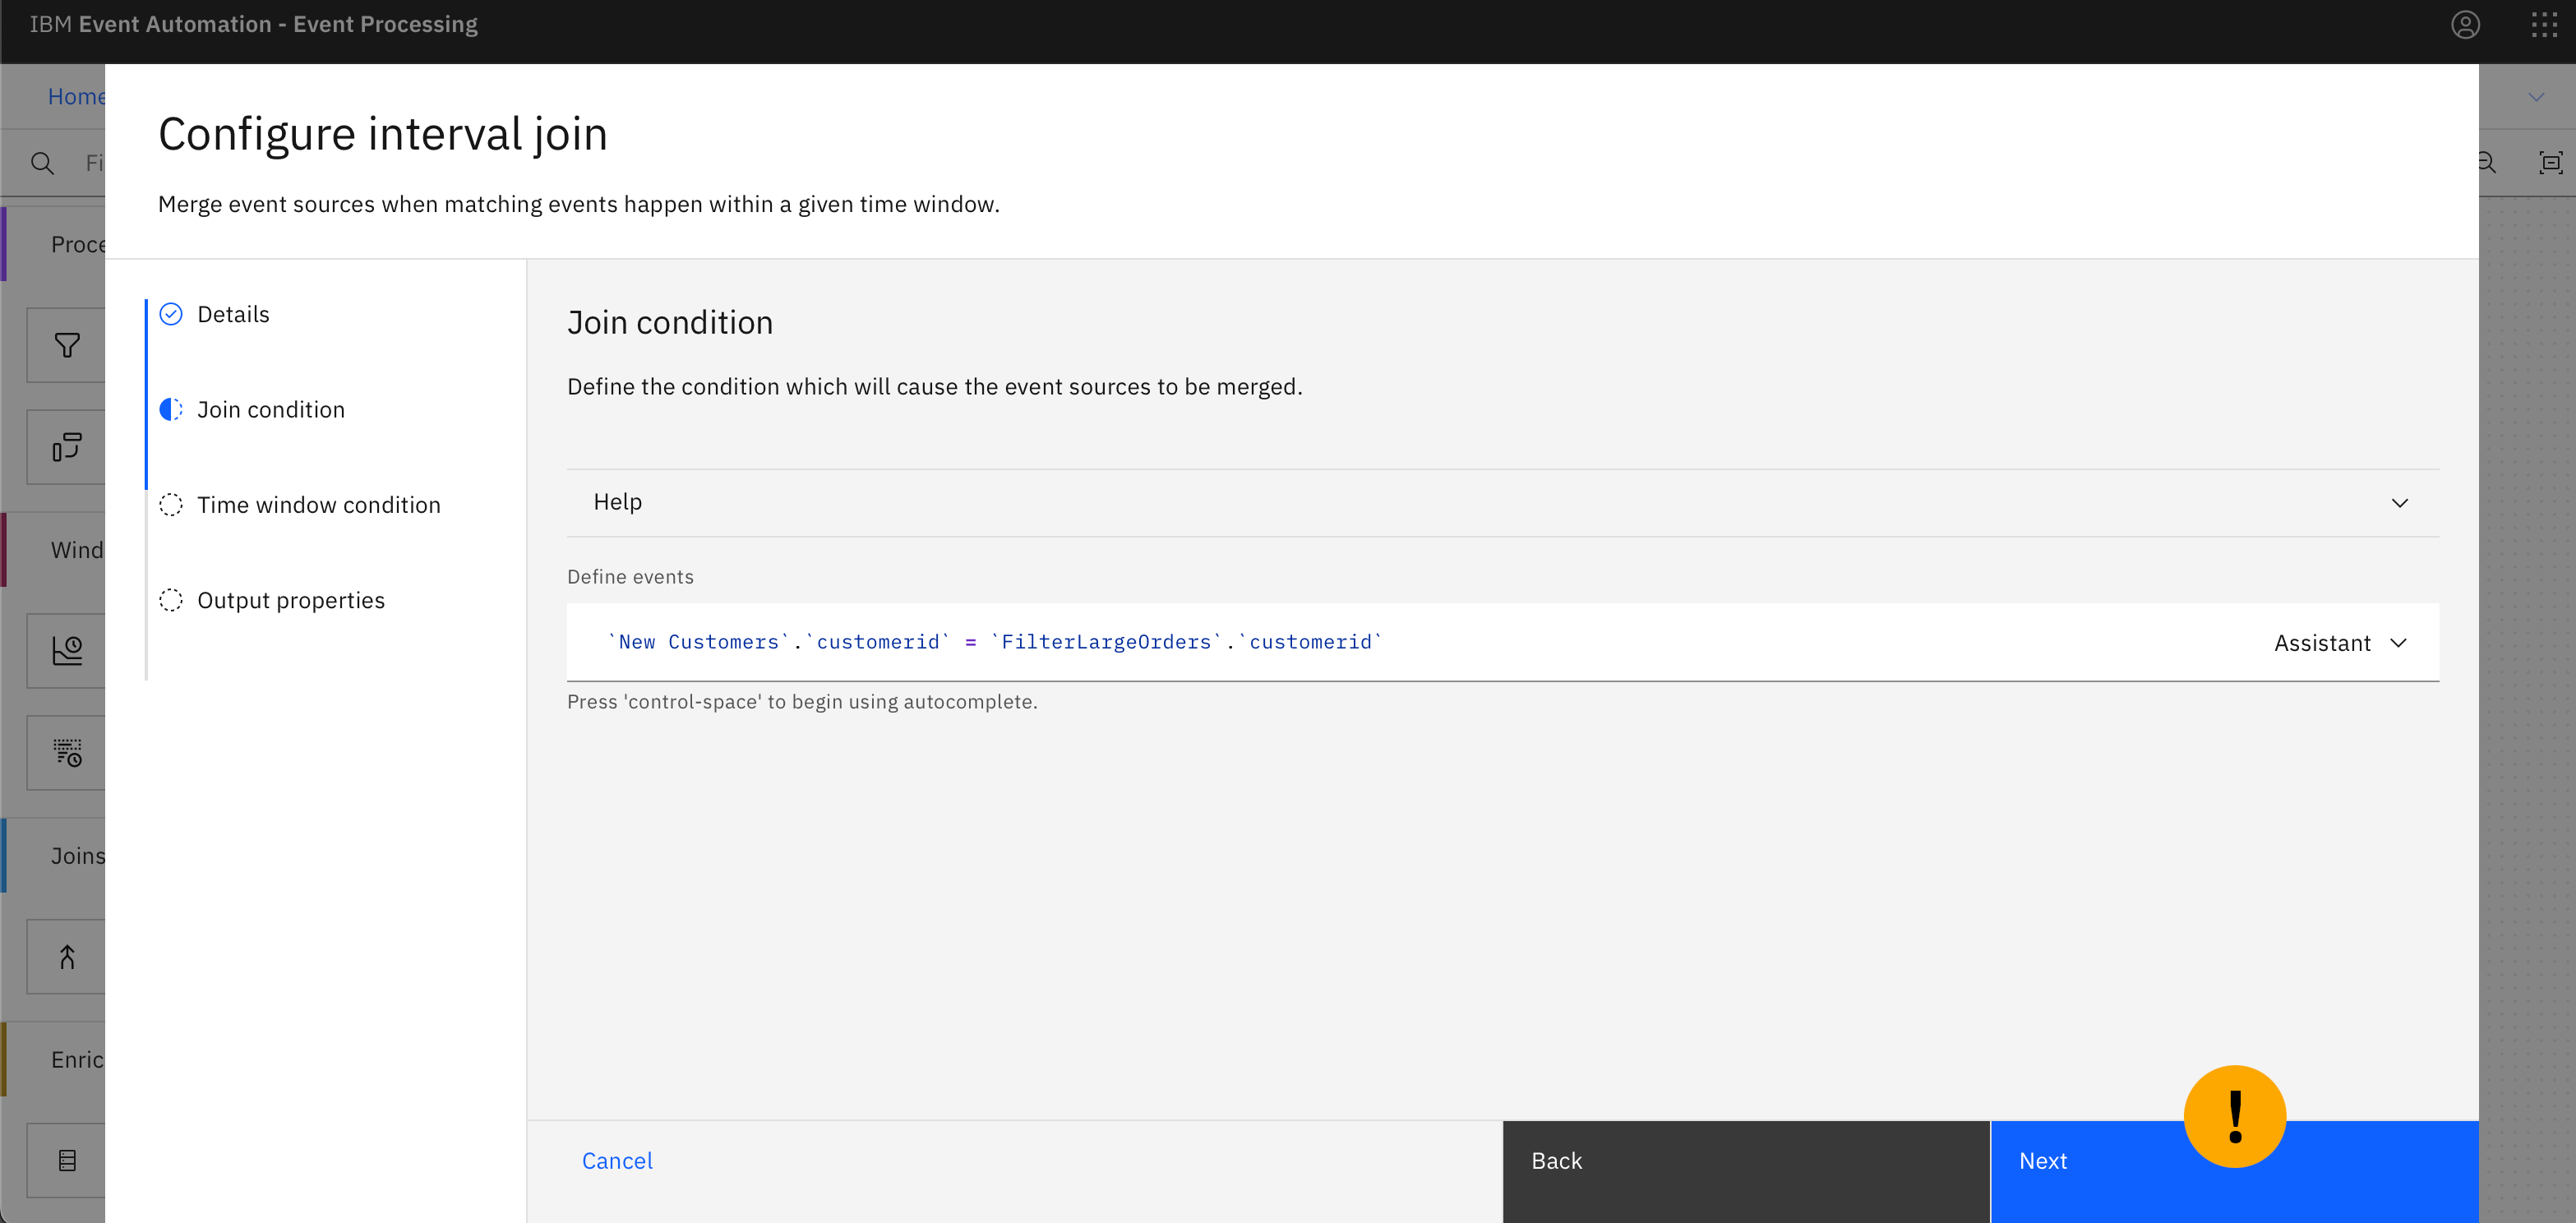 IBM Event Automation - Event Processing
Home
Fi
Configure interval join
Merge event sources when matching events happen within a given time window.
Proce
Wind
Joins
Enric
Details
Join condition
Time window condition
Output properties
Join condition
Define the condition which will cause the event sources to be merged.
Help
Define events
`New Customers`.`customerid` = `FilterLargeOrders`.`customerid`
Assistant
Press 'control-space' to begin using autocomplete.
Cancel
Back
Next
!